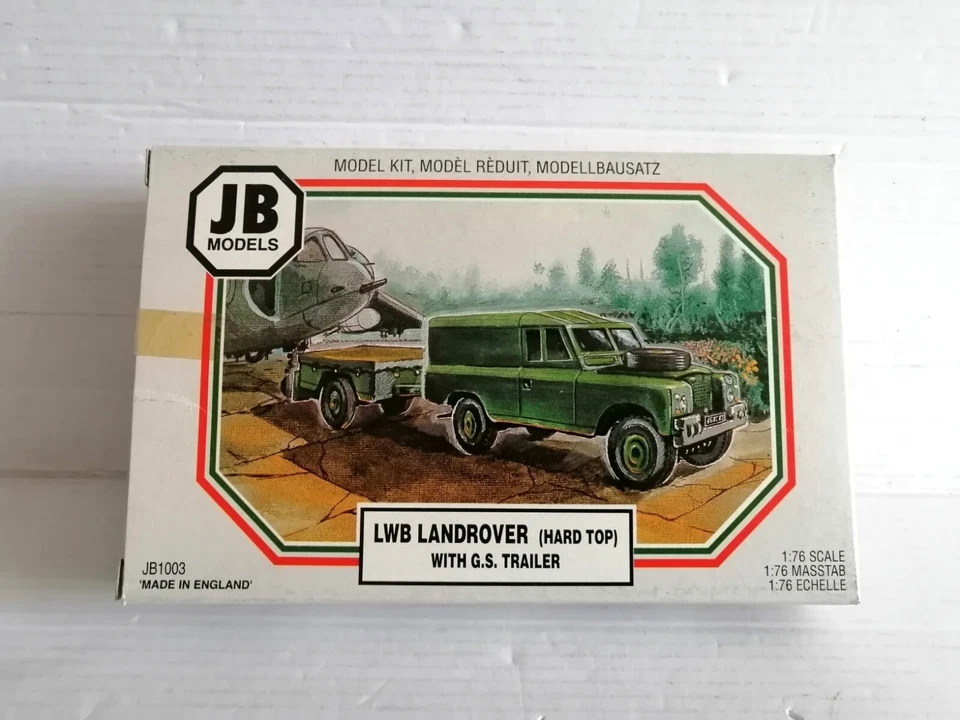 MODEL KIT, MODÈL RÈDUIT, MODELLBAUSATZ
JB
MODELS
LWB LANDROVER (HARD TOP)
WITH G.S. TRAILER
JB1003
'MADE IN ENGLAND'
1:76 SCALE
1:76 MASSTAB
1:76 ECHELLE